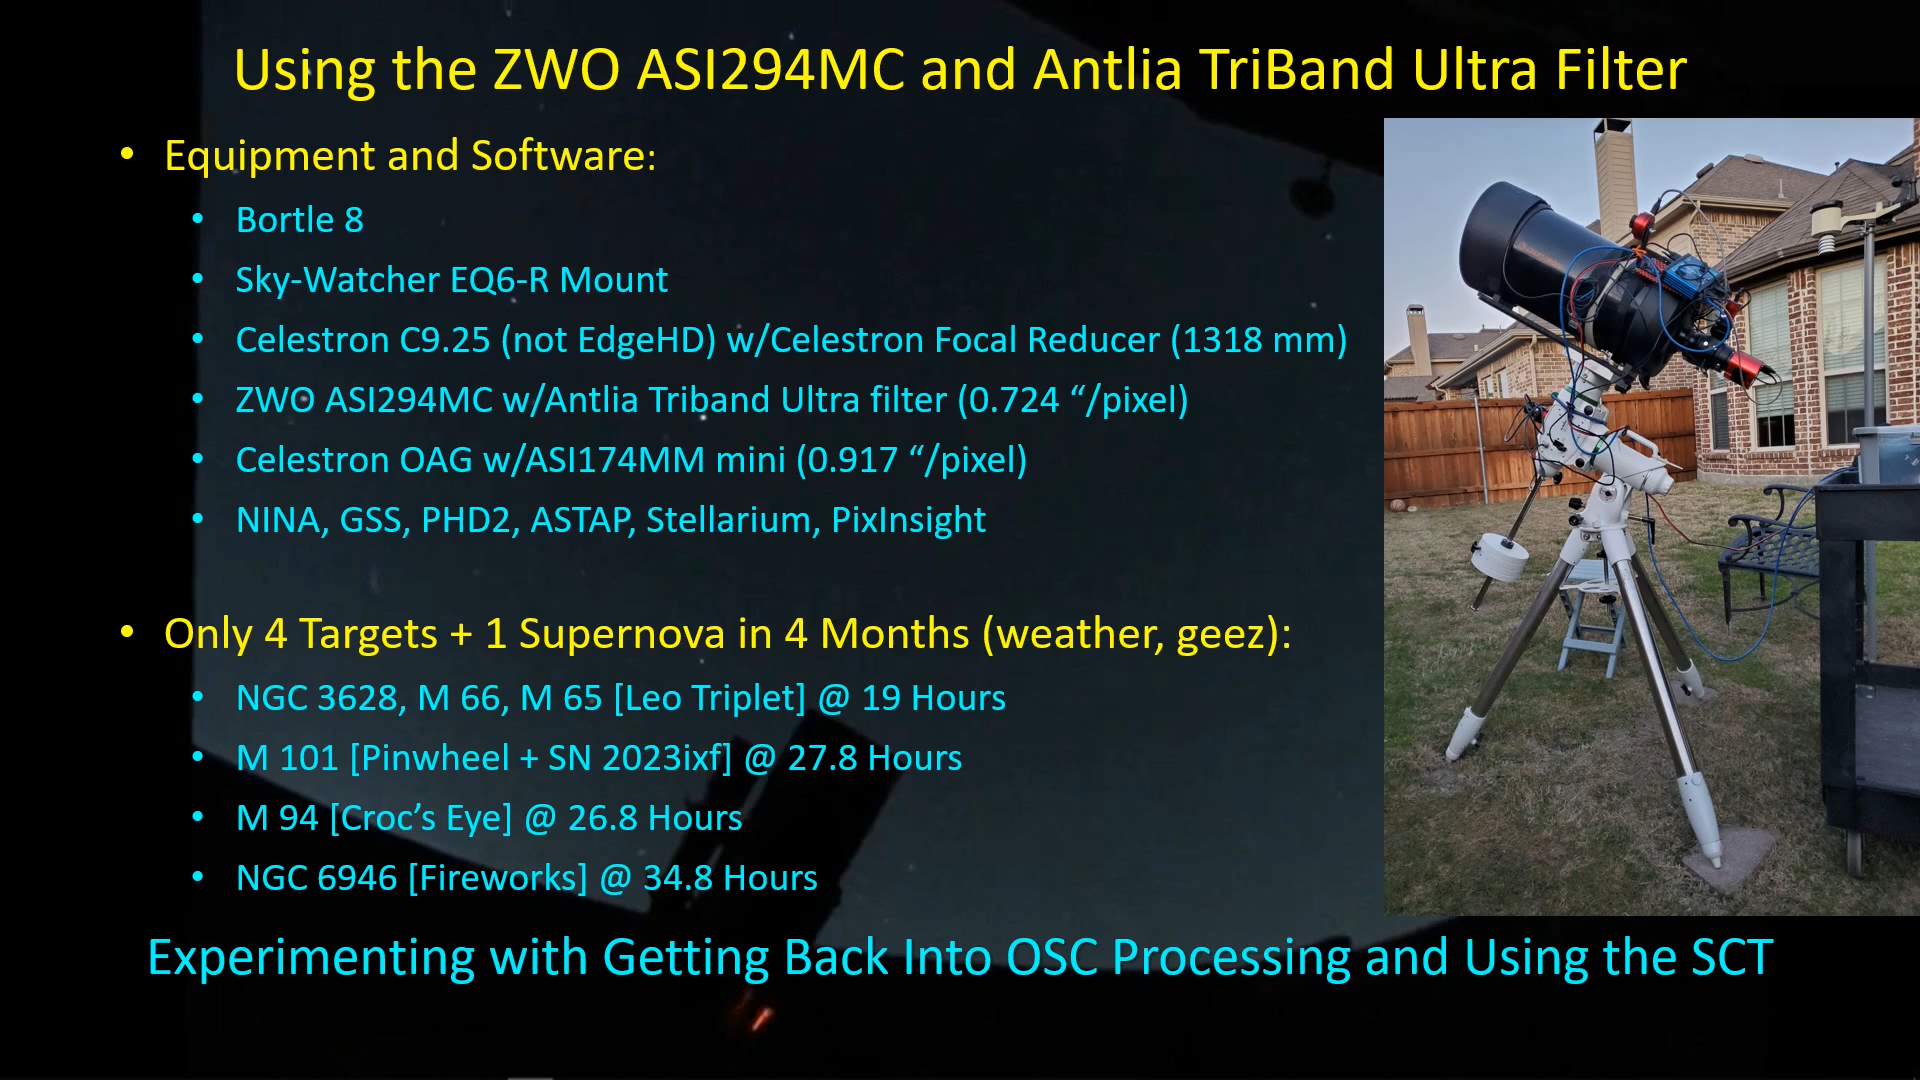 Using the ZWO ASI294MC and Antlia TriBand Ultra Filter
• Equipment and Software:
• Bortle 8
• Sky-Watcher EQ6-R Mount
• Celestron C9.25 (not EdgeHD) w/Celestron Focal Reducer (1318 mm)
• ZWO ASI294MC w/Antlia Triband Ultra filter (0.724 “/pixel)
• Celestron OAG w/ASI174MM mini (0.917 “/pixel)
• NINA, GSS, PHD2, ASTAP, Stellarium, PixInsight
• Only 4 Targets + 1 Supernova in 4 Months (weather, geez):
• NGC 3628, M 66, M 65 [Leo Triplet] @ 19 Hours
• M 101 [Pinwheel + SN 2023ixf] @ 27.8 Hours
• M 94 [Croc’s Eye] @ 26.8 Hours
• NGC 6946 [Fireworks] @ 34.8 Hours
Experimenting with Getting Back Into OSC Processing and Using the SCT